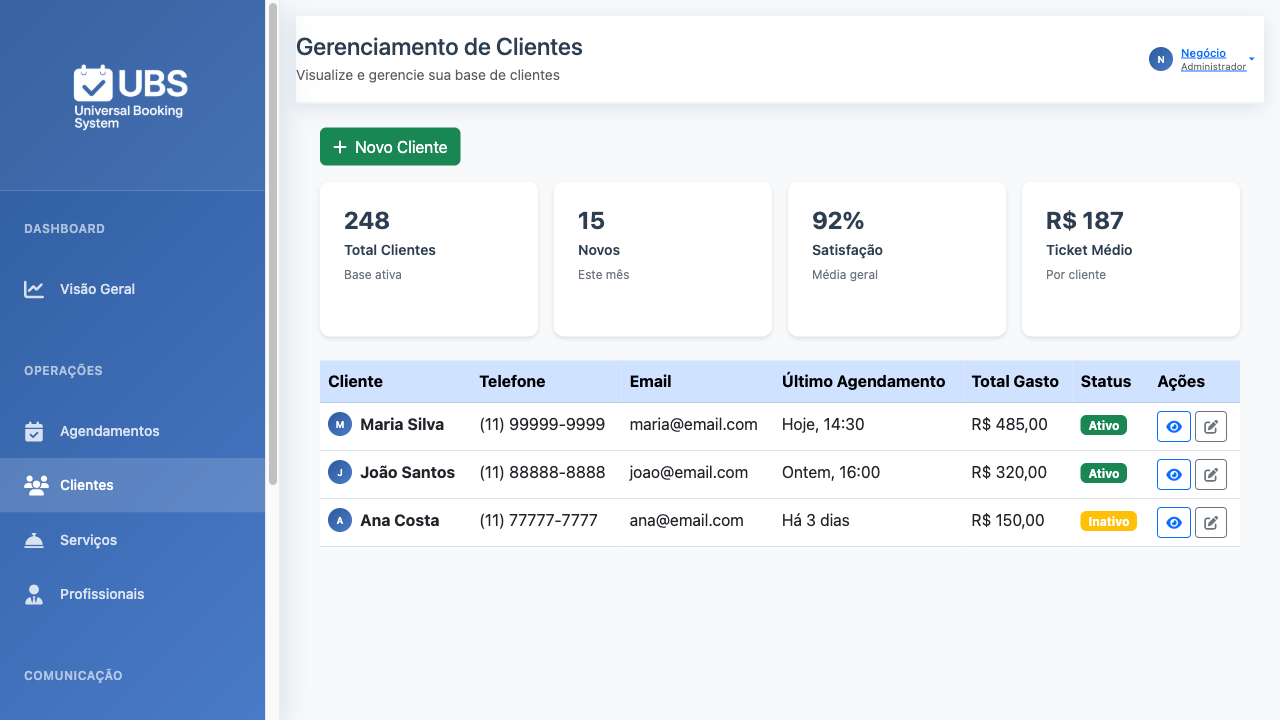 UBS
Universal Booking
System
DASHBOARD
Visão Geral
OPERAÇÕES
Agendamentos
Clientes
Serviços
Profissionais
COMUNICAÇÃO
Gerenciamento de Clientes
Visualize e gerencie sua base de clientes
N
Negócio
Administrador
+ Novo Cliente
248
Total Clientes
Base ativa
15
Novos
Este mês
92%
Satisfação
Média geral
R$ 187
Ticket Médio
Por cliente
Cliente Telefone Email Último Agendamento Total Gasto Status Ações
M Maria Silva (11) 99999-9999 maria@email.com Hoje, 14:30 R$ 485,00 Ativo
J João Santos (11) 88888-8888 joao@email.com Ontem, 16:00 R$ 320,00 Ativo
A Ana Costa (11) 77777-7777 ana@email.com Há 3 dias R$ 150,00 Inativo